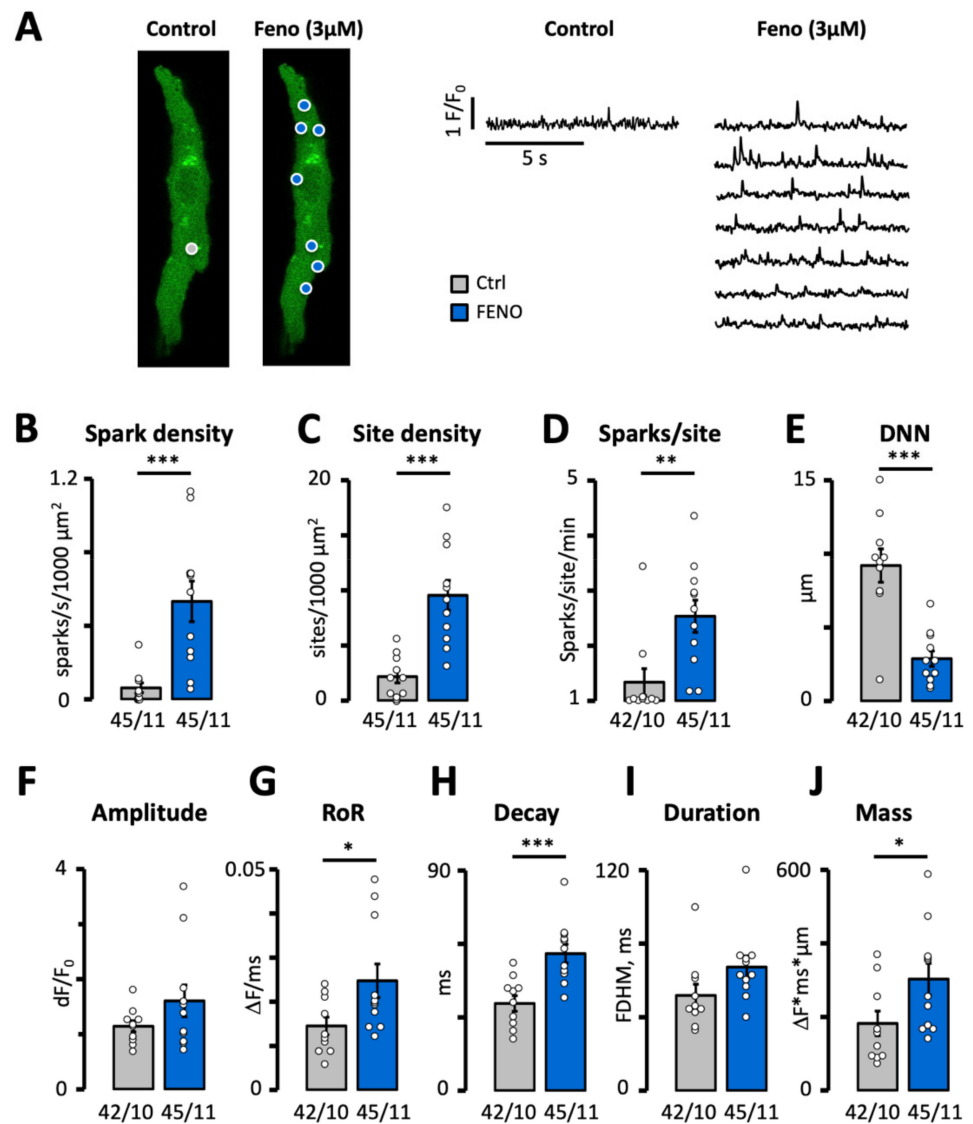 A
Control
Feno (3µM)
Control
Feno (3µM)
1 F/F0
5 s
Ctrl
FENO
B
Spark density
***
1.2
sparks/s/1000 µm²
0
45/11
45/11
C
Site density
***
20
sites/1000 µm²
0
45/11
45/11
D
Sparks/site
**
5
Sparks/site/min
1
42/10
45/11
E
DNN
***
15
µm
0
42/10
45/11
F
Amplitude
4
dF/F0
0
42/10
45/11
G
RoR
*
0.05
ΔF/ms
0
42/10
45/11
H
Decay
***
90
ms
0
42/10
45/11
I
Duration
120
FDHM, ms
0
42/10
45/11
J
Mass
*
600
ΔF*ms*µm
0
42/10
45/11